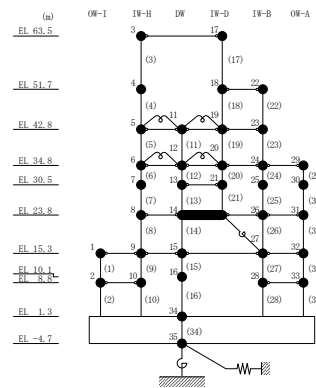 (m) OW-I IW-H DW IW-D IW-B OW-A
EL 63.5 3 17
(3) (17)
EL 51.7 4 18 22
(4) 11 19 (18) (22)
EL 42.8 5 23
(5) 12 (11) 20 (19) (23)
EL 34.8 6 24 29
(6) (12) (20) (24)
EL 30.5 7 13 21 25 30
(7) (13) (21) (25)
EL 23.8 8 14 26 31
(8) (14) (26)
27
EL 15.3 1 9 15 32
(1) (9) (15) (27)
EL 10.1 16
EL 8.8 2 10 28 33
(2) (10) (16) (28)
EL 1.3 34
(34)
EL -4.7 35